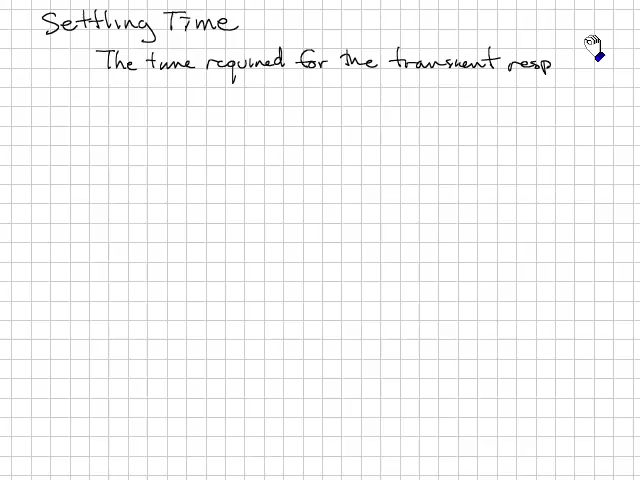 Settling Time
The time required for the transient resp